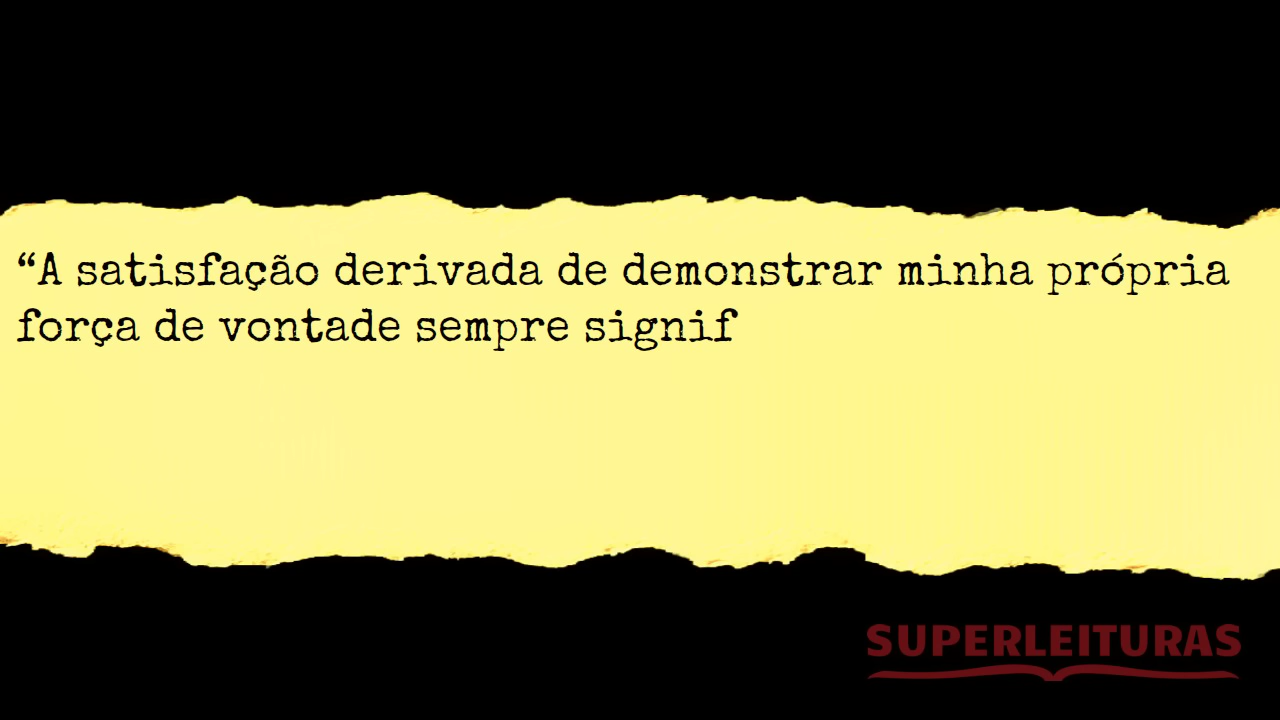 “A satisfação derivada de demonstrar minha própria
força de vontade sempre signif
SUPERLEITURAS